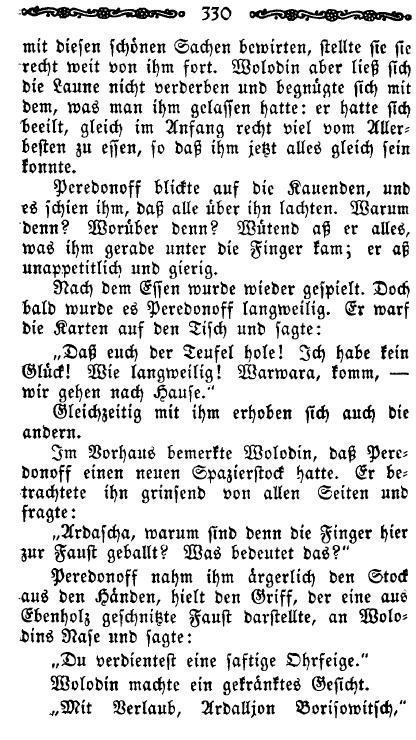 330
mit diesen schönen Sachen bewirten, stellte sie sie
recht weit von ihm fort. Wolodin aber ließ sich
die Laune nicht verderben und begnügte sich mit
dem, was man ihm gelassen hatte: er hatte sich
beeilt, gleich im Anfang recht viel vom Aller-
besten zu essen, so daß ihm jetzt alles gleich sein
konnte.
Peredonoff blickte auf die Kauenden, und
es schien ihm, daß alle über ihn lachten. Warum
denn? Worüber denn? Wütend aß er alles,
was ihm gerade unter die Finger kam; er aß
unappetitlich und gierig.
Nach dem Essen wurde wieder gespielt. Doch
bald wurde es Peredonoff langweilig. Er warf
die Karten auf den Tisch und sagte:
„Daß euch der Teufel hole! Ich habe kein
Glück! Wie langweilig! Warwara, komm, —
wir gehen nach Hause.“
Gleichzeitig mit ihm erhoben sich auch die
andern.
Im Vorhaus bemerkte Wolodin, daß Pere-
donoff einen neuen Spazierstock hatte. Er be-
trachtete ihn grinsend von allen Seiten und
fragte:
„Ardascha, warum sind denn die Finger hier
zur Faust geballt? Was bedeutet das?“
Peredonoff nahm ihm ärgerlich den Stock
aus den Händen, hielt den Griff, der eine aus
Ebenholz geschnitzte Faust darstellte, an Wolo-
dins Nase und sagte:
„Du verdientest eine saftige Ohrfeige.“
Wolodin machte ein gekränktes Gesicht.
„Mit Verlaub, Ardalljon Borisowitsch,“